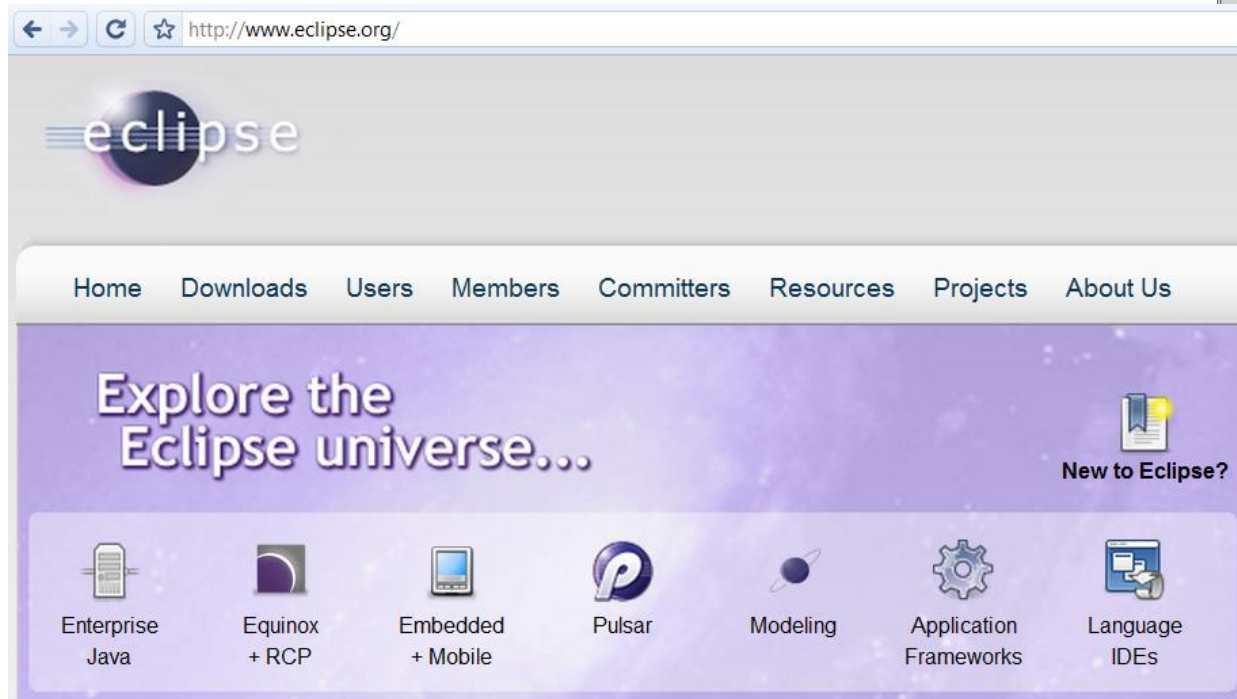 http://www.eclipse.org/
eclipse
Home Downloads Users Members Committers Resources Projects About Us
Explore the
Eclipse universe...
New to Eclipse?
Enterprise Java
Equinox + RCP
Embedded + Mobile
Pulsar
Modeling
Application Frameworks
Language IDEs